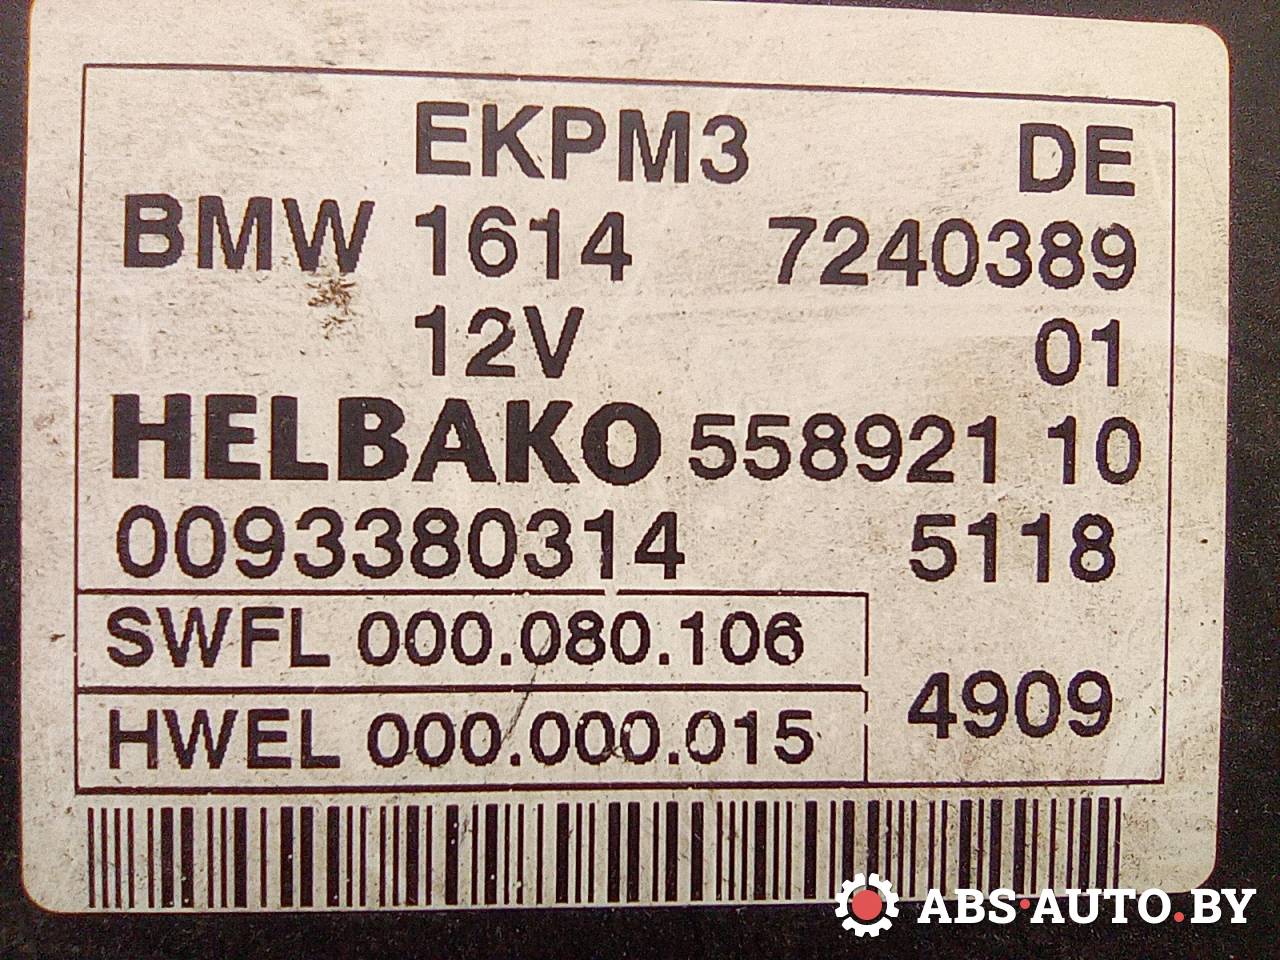 EKPM3 DE
BMW 1614 7240389
12V 01
HELBAKO 558921 10
0093380314 5118
SWFL 000.080.106
4909
HWEL 000.000.015
ABS·AUTO.BY